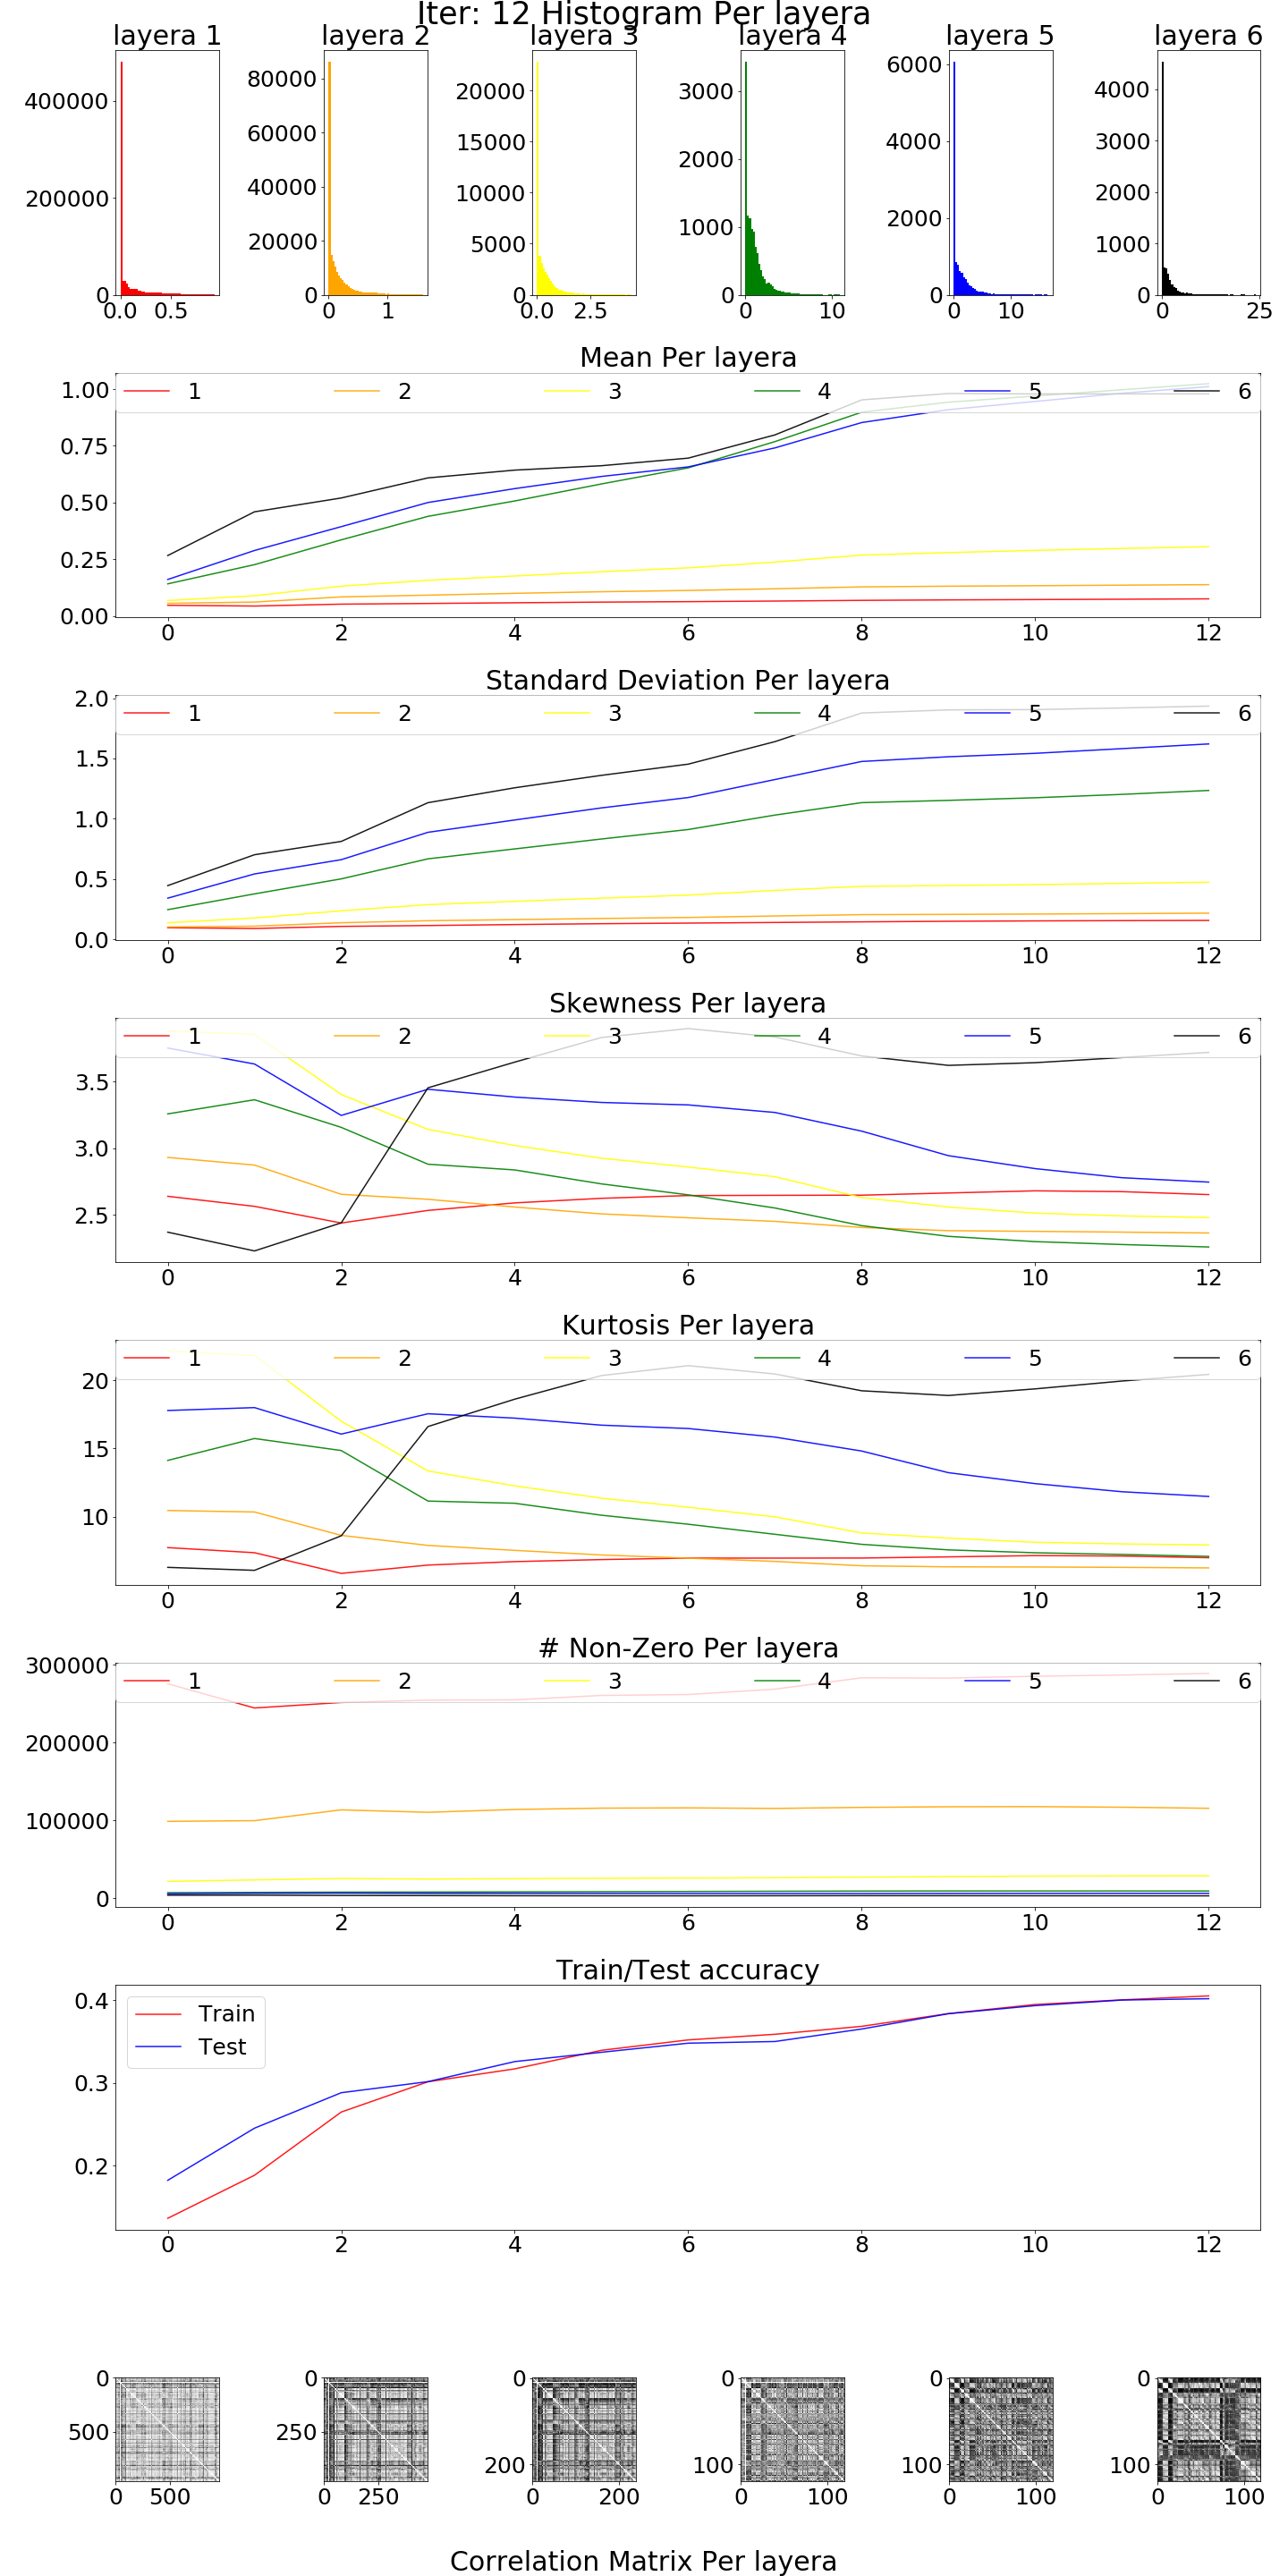 Iter: 12 Histogram Per layera
layera 1 layera 2 layera 3 layera 4 layera 5 layera 6
400000 200000 0 0.0 0.5
80000 60000 40000 20000 0 0 1
20000 15000 10000 5000 0 0.0 2.5
3000 2000 1000 0 0 10
6000 4000 2000 0 0 10
4000 3000 2000 1000 0 0 25
Mean Per layera
1 2 3 4 5 6
1.00
0.75
0.50
0.25
0.00
0 2 4 6 8 10 12
Standard Deviation Per layera
1 2 3 4 5 6
2.0
1.5
1.0
0.5
0.0
0 2 4 6 8 10 12
Skewness Per layera
1 2 3 4 5 6
3.5
3.0
2.5
0 2 4 6 8 10 12
Kurtosis Per layera
1 2 3 4 5 6
20
15
10
0 2 4 6 8 10 12
# Non-Zero Per layera
300000
1 2 3 4 5 6
200000
100000
0
0 2 4 6 8 10 12
Train/Test accuracy
Train
Test
0.4
0.3
0.2
0 2 4 6 8 10 12
0 500 0 500
0 250 0 250
0 200 0 200
0 100 0 100
0 100 0 100
0 100 0 100
Correlation Matrix Per layera